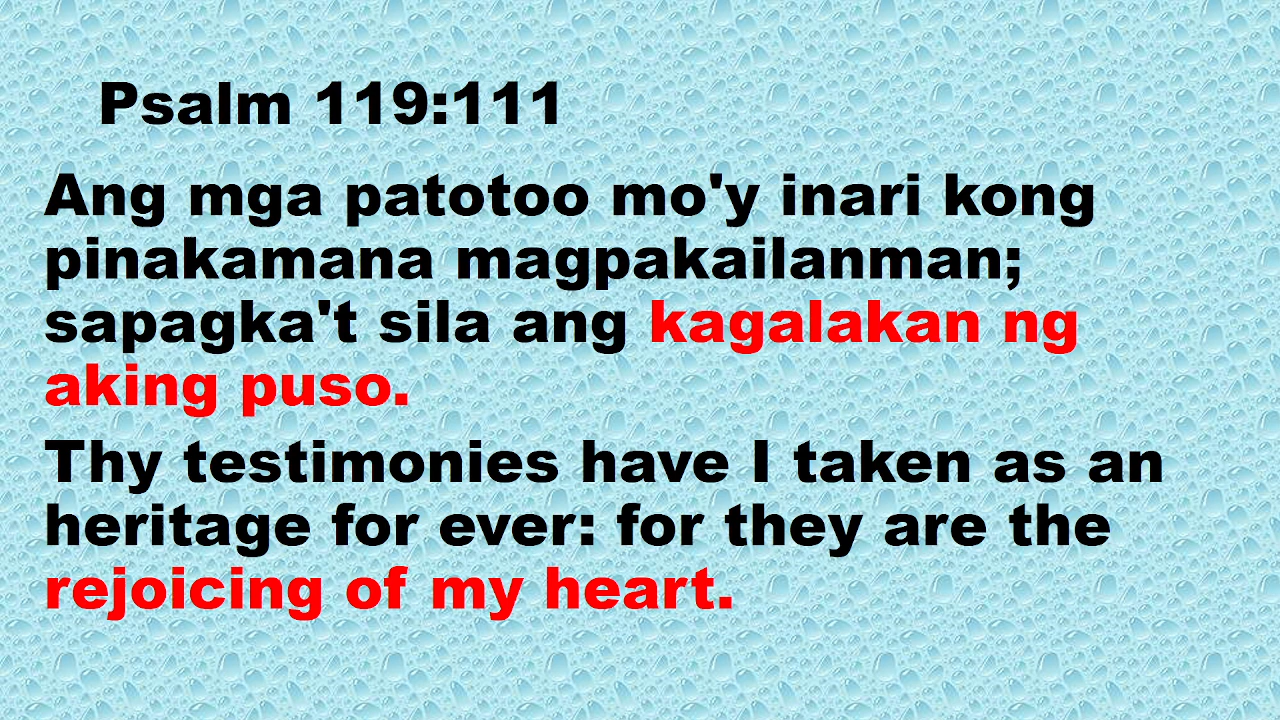 Psalm 119:111
Ang mga patotoo mo'y inari kong
pinakamana magpakailanman;
sapagka't sila ang kagalakan ng
aking puso.
Thy testimonies have I taken as an
heritage for ever: for they are the
rejoicing of my heart.